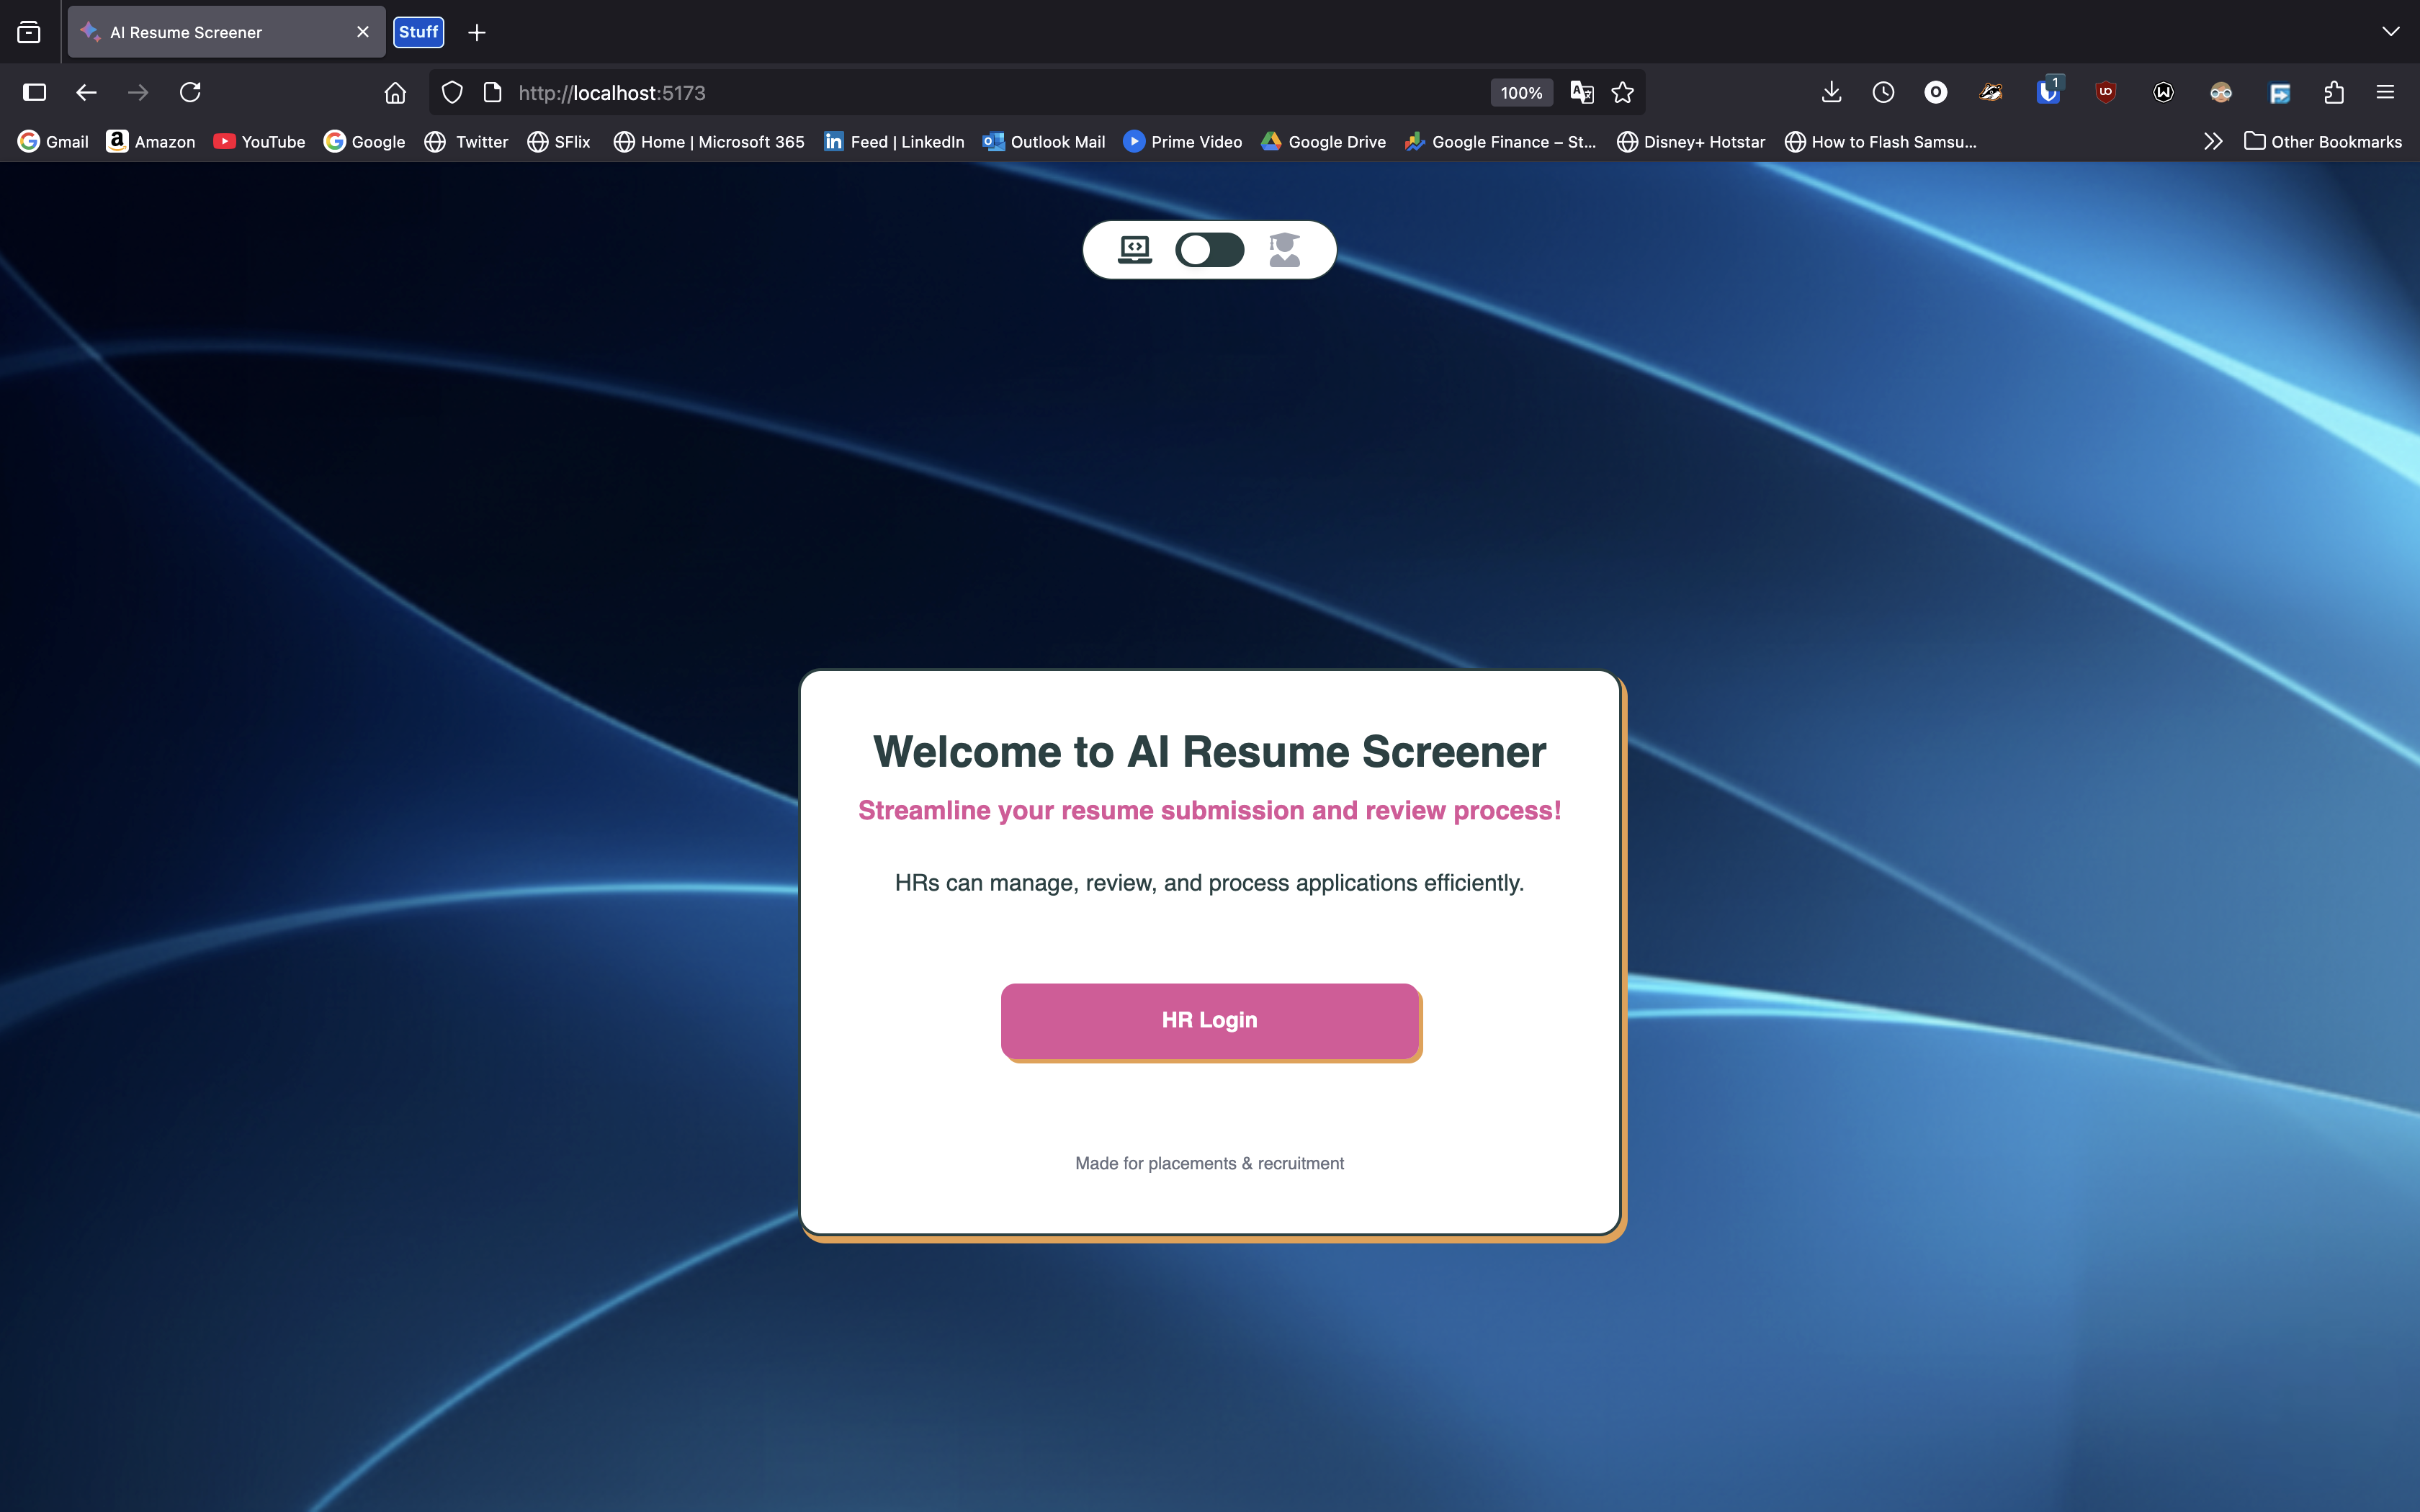 AI Resume Screener
Stuff
http://localhost:5173
100%
1
Gmail
Amazon
YouTube
Google
Twitter
SFlix
Home | Microsoft 365
Feed | LinkedIn
Outlook Mail
Prime Video
Google Drive
Google Finance – St...
Disney+ Hotstar
How to Flash Samsu...
Other Bookmarks
Welcome to AI Resume Screener
Streamline your resume submission and review process!
HRs can manage, review, and process applications efficiently.
HR Login
Made for placements & recruitment